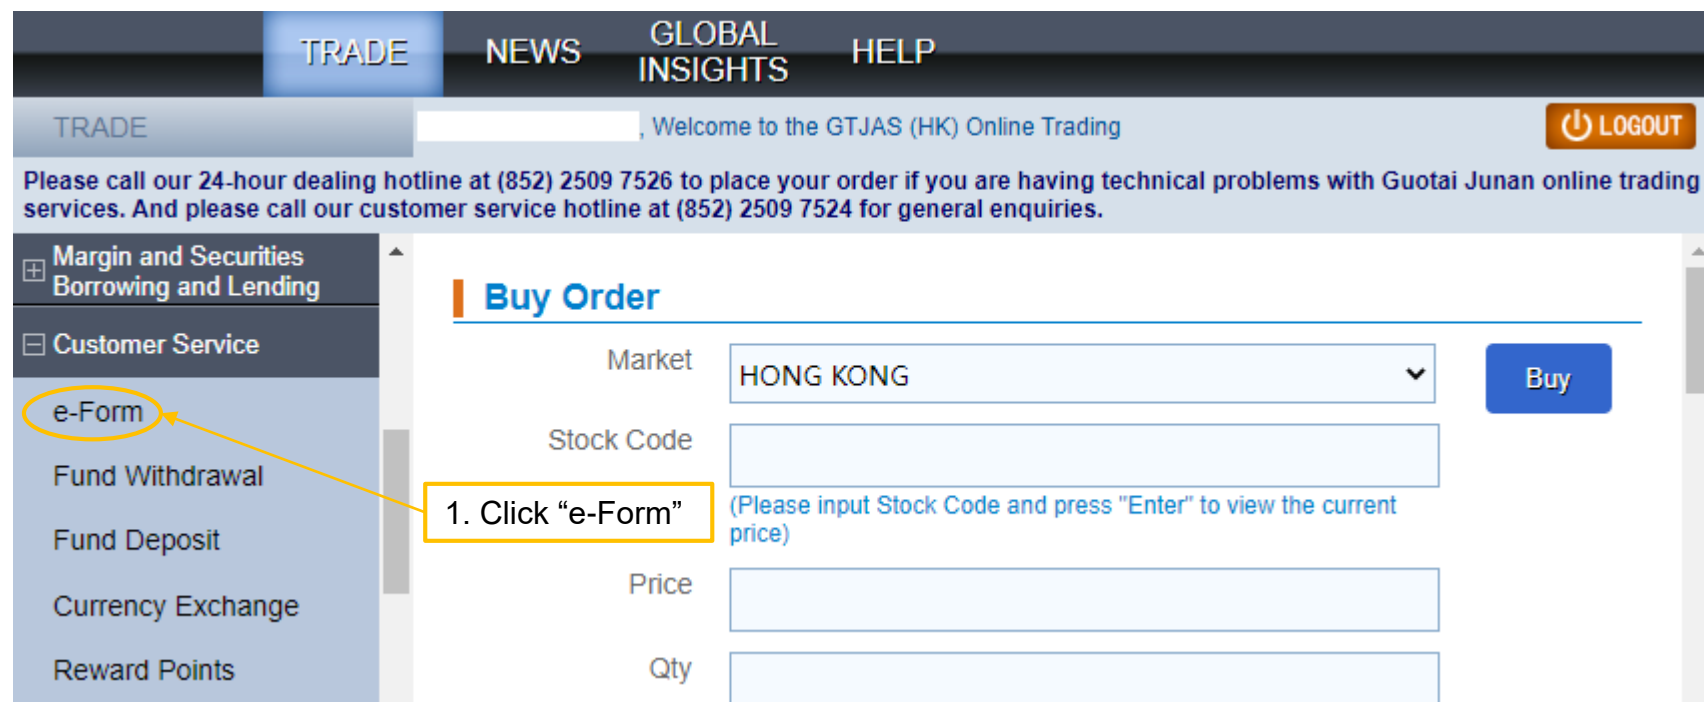 TRADE
NEWS
GLOBAL
INSIGHTS
HELP
TRADE
, Welcome to the GTJAS (HK) Online Trading
LOGOUT
Please call our 24-hour dealing hotline at (852) 2509 7526 to place your order if you are having technical problems with Guotai Junan online trading
services. And please call our customer service hotline at (852) 2509 7524 for general enquiries.
Margin and Securities
Borrowing and Lending
Customer Service
e-Form
Fund Withdrawal
Fund Deposit
Currency Exchange
Reward Points
1. Click “e-Form”
Buy Order
Market
HONG KONG
Buy
Stock Code
(Please input Stock Code and press "Enter" to view the current
price)
Price
Qty